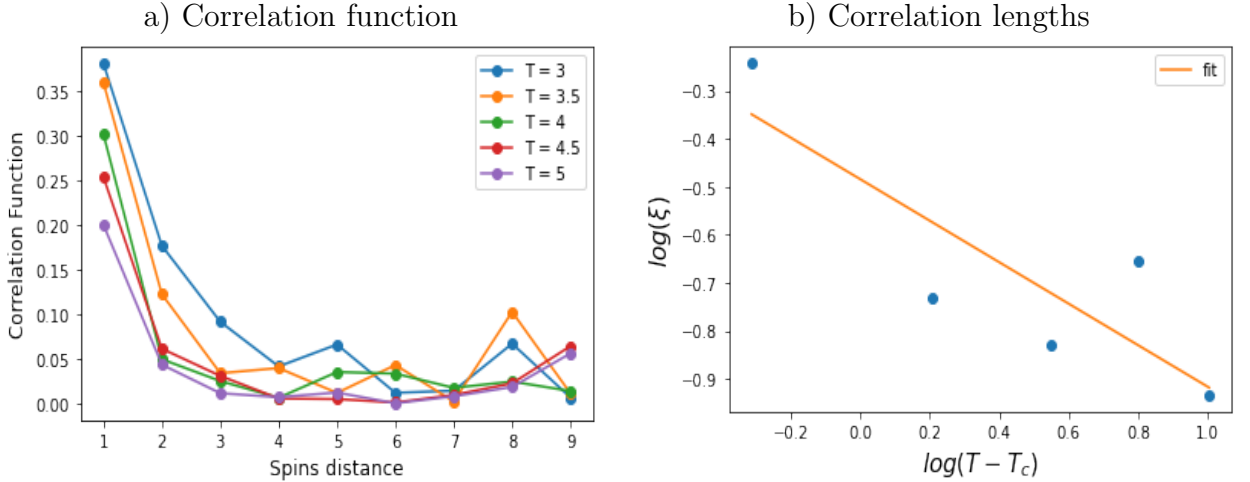 a) Correlation function
Correlation Function
0.35
0.30
0.25
0.20
0.15
0.10
0.05
0.00
T = 3
T = 3.5
T = 4
T = 4.5
T = 5
1 2 3 4 5 6 7 8 9
Spins distance
b) Correlation lengths
log(ξ)
−0.3
−0.4
−0.5
−0.6
−0.7
−0.8
−0.9
fit
−0.2 0.0 0.2 0.4 0.6 0.8 1.0
log(T − Tc)